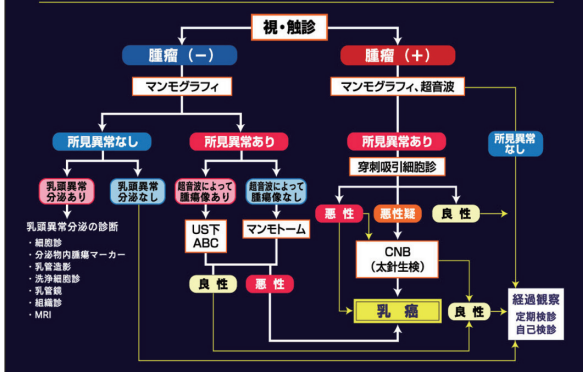 視・触診
腫瘤（－）
腫瘤（＋）
マンモグラフィ
マンモグラフィ、超音波
所見異常なし
所見異常あり
所見異常あり
所見異常
なし
穿刺吸引細胞診
乳頭異常
分泌あり
乳頭異常
分泌なし
超音波によって
腫瘍像あり
超音波によって
腫瘍像なし
悪性
悪性疑
良性
乳頭異常分泌の診断
・細胞診
・分泌物内腫瘍マーカー
・乳管造影
・洗浄細胞診
・乳管鏡
・組織診
・MRI
US下
ABC
マンモトーム
CNB
（太針生検）
良性
悪性
乳癌
良性
経過観察
定期検診
自己検診